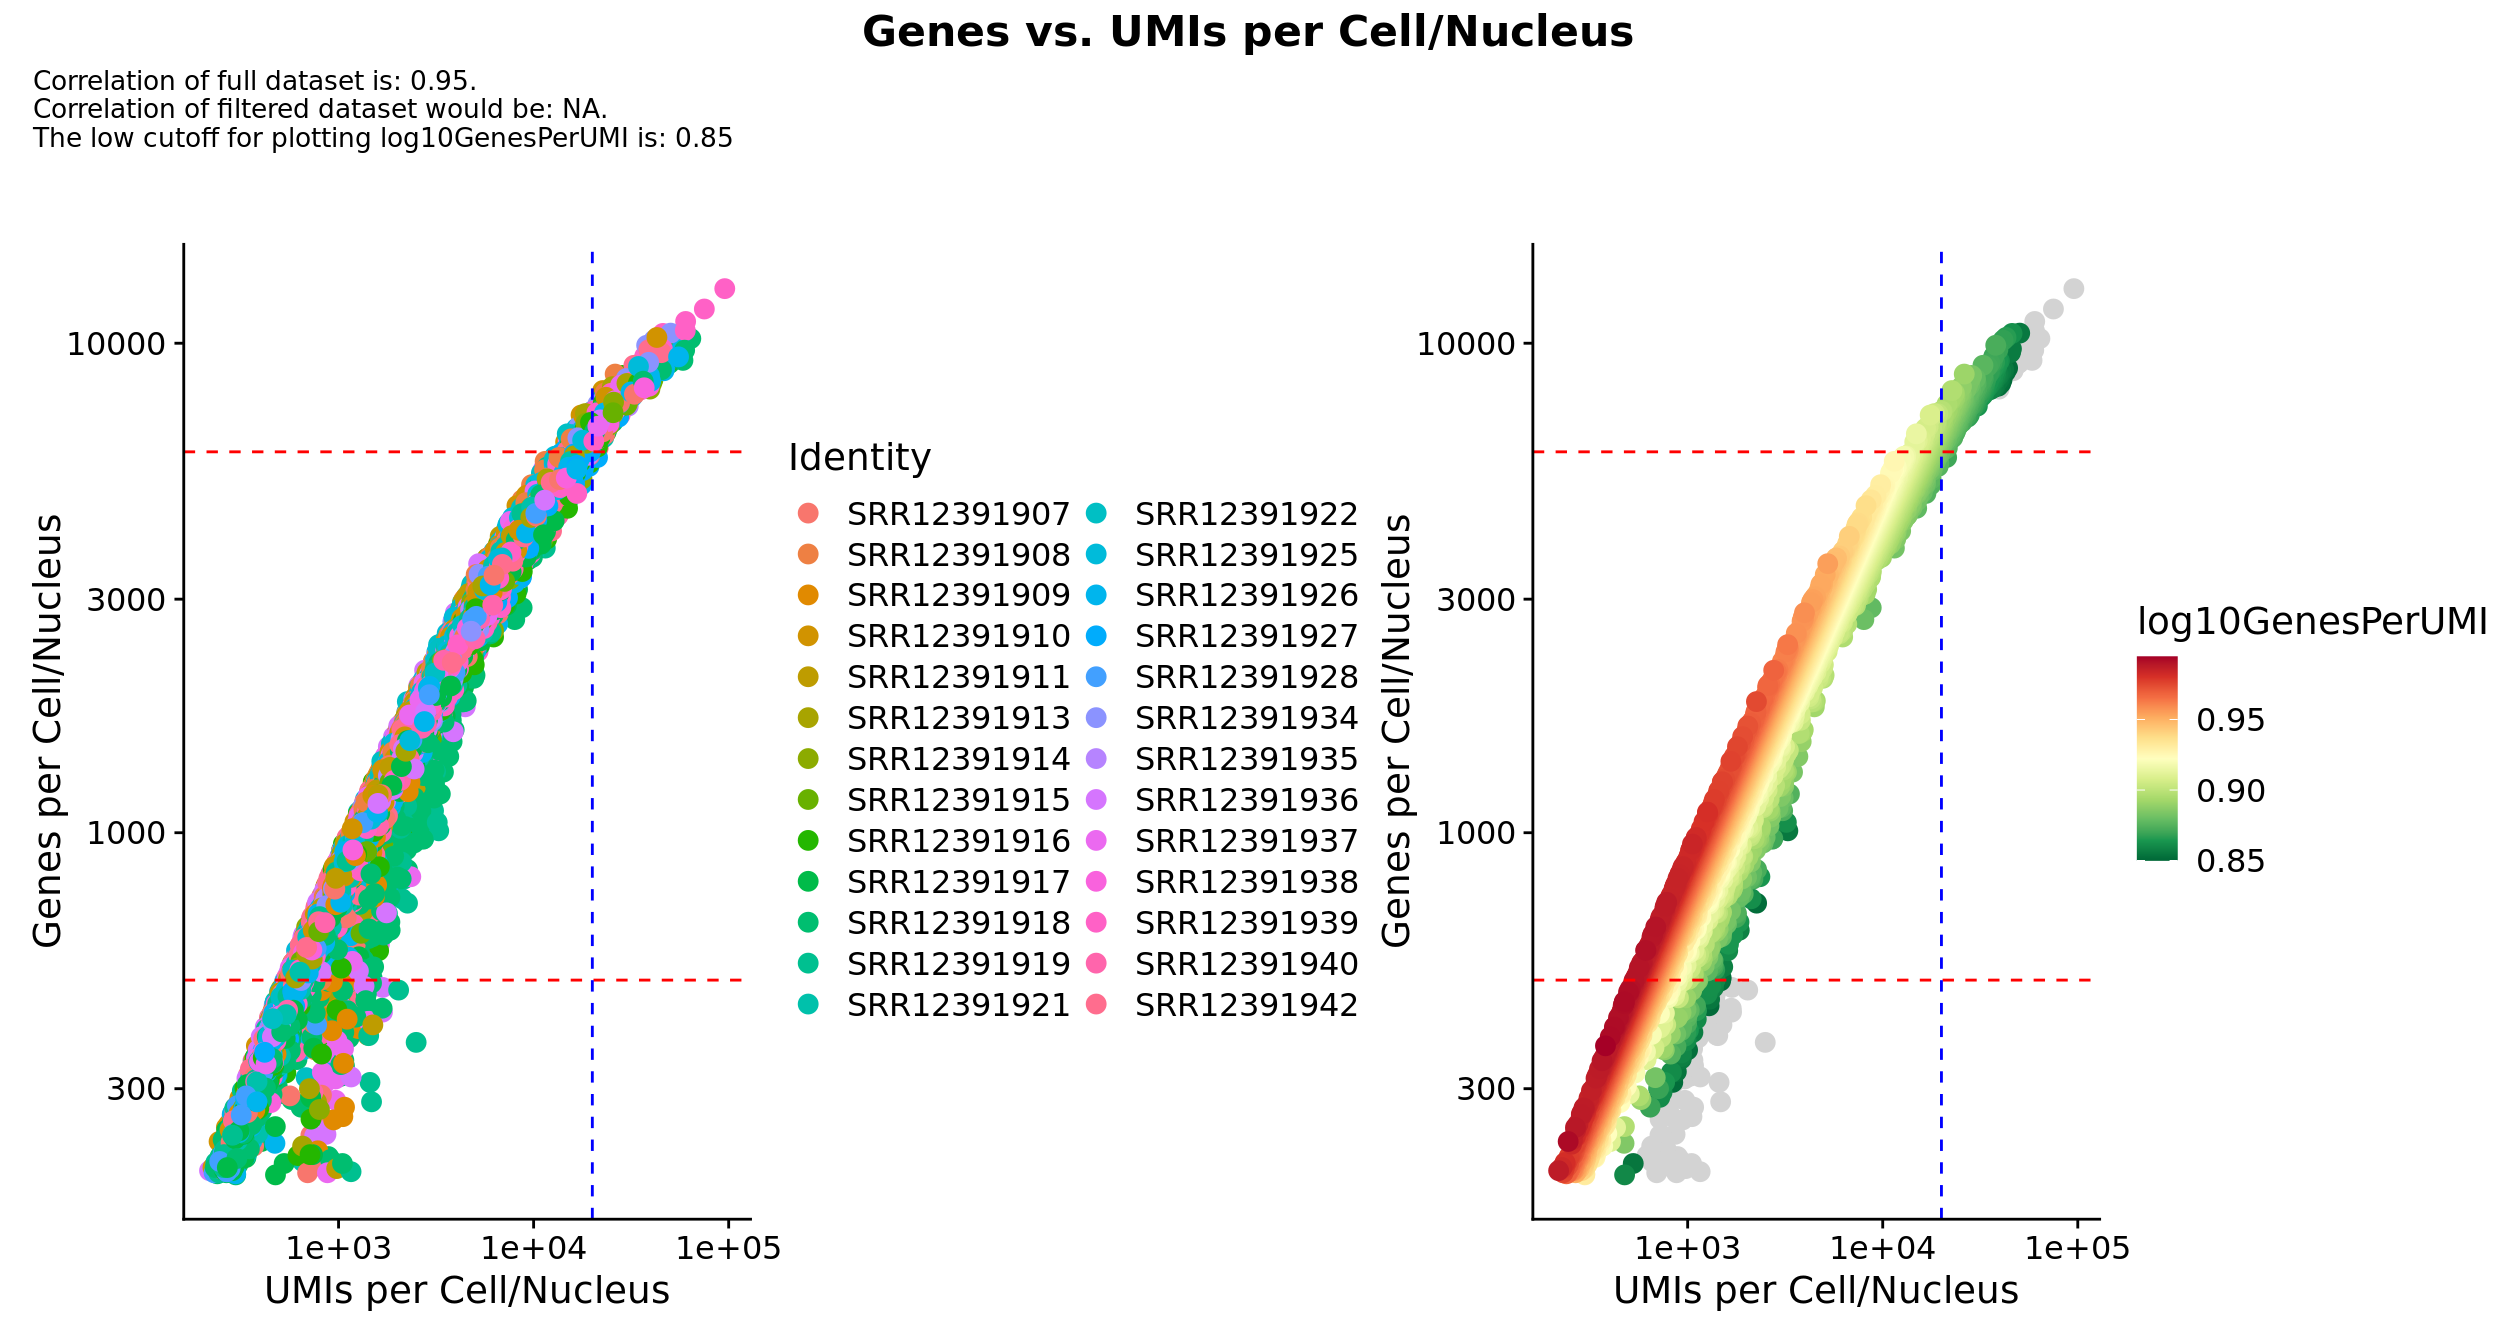 Genes vs. UMIs per Cell/Nucleus
Correlation of full dataset is: 0.95.
Correlation of filtered dataset would be: NA.
The low cutoff for plotting log10GenesPerUMI is: 0.85
Genes per Cell/Nucleus
10000
3000
1000
300
1e+03
1e+04
1e+05
UMIs per Cell/Nucleus
Identity
SRR12391907
SRR12391908
SRR12391909
SRR12391910
SRR12391911
SRR12391913
SRR12391914
SRR12391915
SRR12391916
SRR12391917
SRR12391918
SRR12391919
SRR12391921
SRR12391922
SRR12391925
SRR12391926
SRR12391927
SRR12391928
SRR12391934
SRR12391935
SRR12391936
SRR12391937
SRR12391938
SRR12391939
SRR12391940
SRR12391942
Genes per Cell/Nucleus
10000
3000
1000
300
1e+03
1e+04
1e+05
UMIs per Cell/Nucleus
log10GenesPerUMI
0.95
0.90
0.85